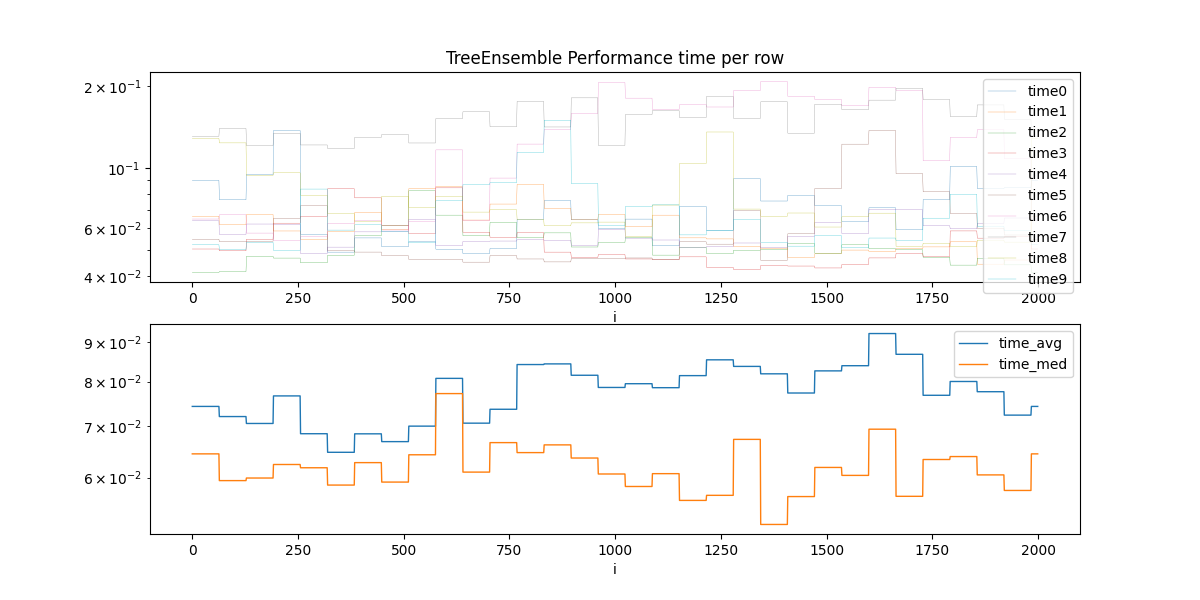 TreeEnsemble Performance time per row
2 × 10⁻¹
10⁻¹
6 × 10⁻²
4 × 10⁻²
time0
time1
time2
time3
time4
time5
time6
time7
time8
time9
0 250 500 750 1000 1250 1500 1750 2000
i
9 × 10⁻²
8 × 10⁻²
7 × 10⁻²
6 × 10⁻²
time_avg
time_med
0 250 500 750 1000 1250 1500 1750 2000
i